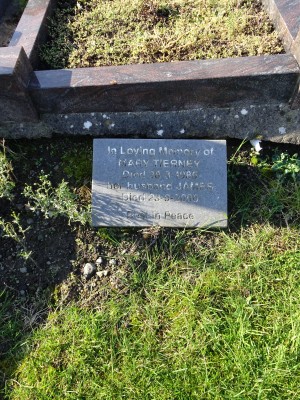 In Loving Memory of
MARY TIERNEY
Died
Her husband JAMES
Died
Rest in Peace